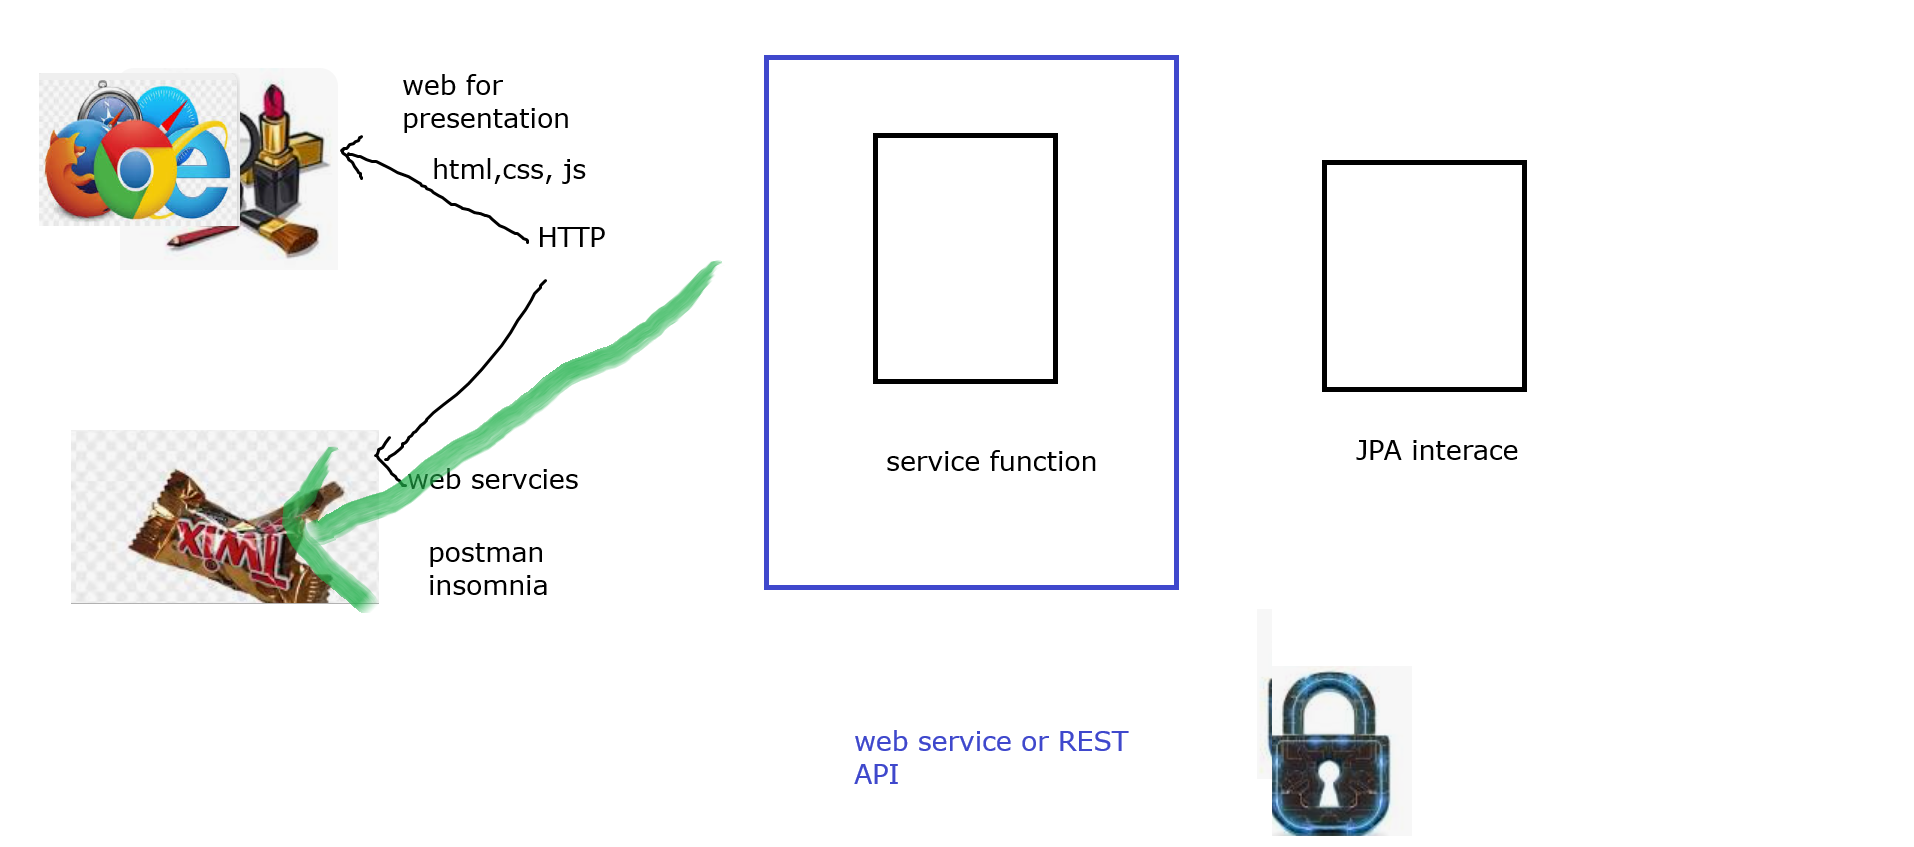 web for
presentation
html,css, js
HTTP
web servcies
postman
insomnia
TWIX
service function
JPA interace
web service or REST
API